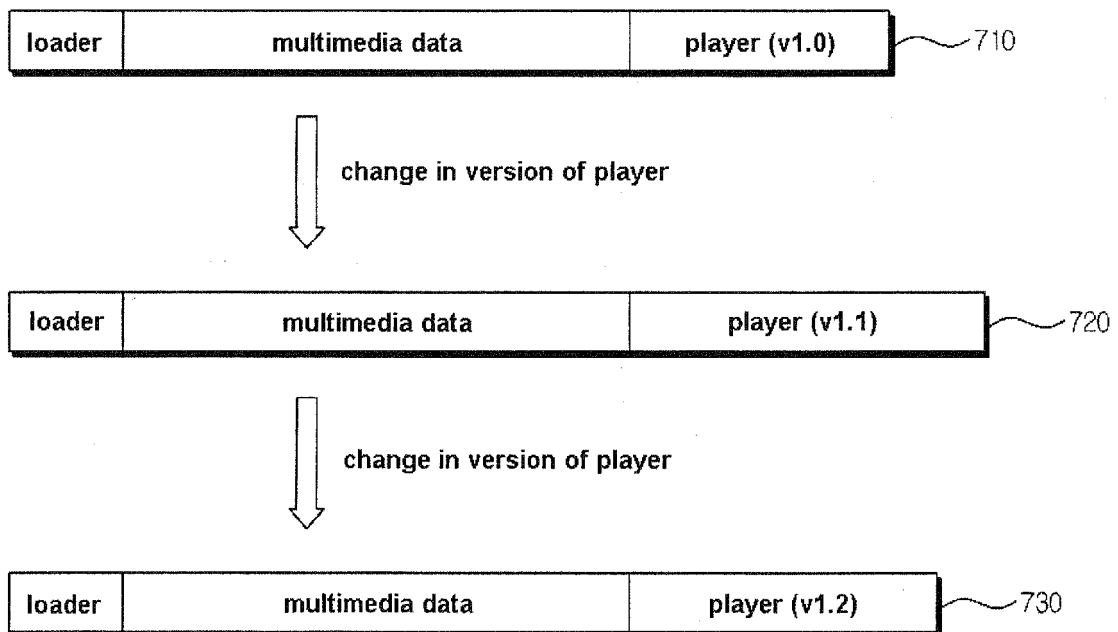 loader multimedia data player (v1.0) 710
change in version of player
loader multimedia data player (v1.1) 720
change in version of player
loader multimedia data player (v1.2) 730